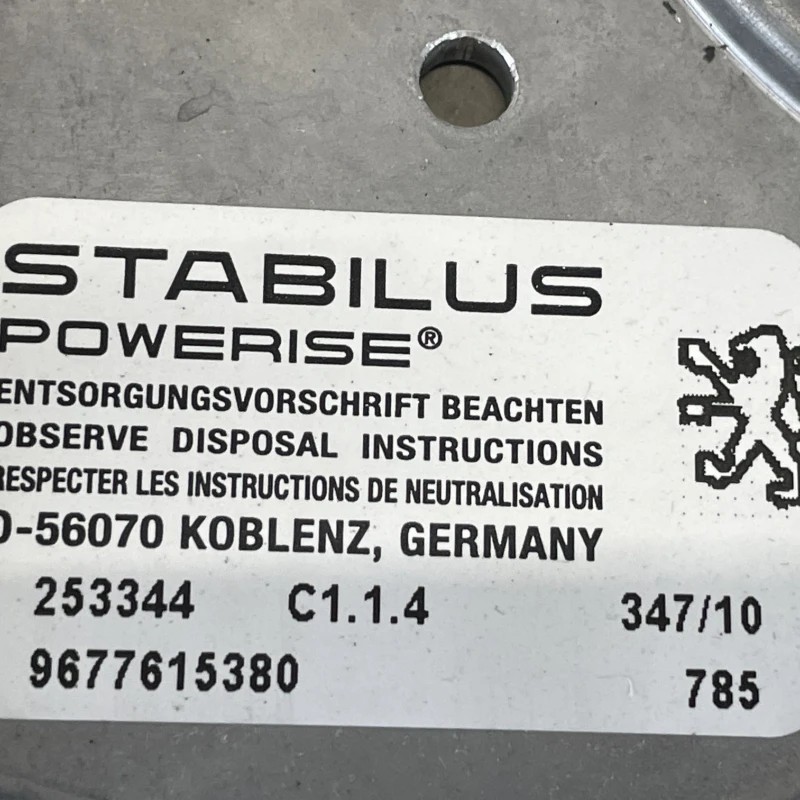 STABILUS
POWERISE®
ENTSORGUNGSVORSCHRIFT BEACHTEN
OBSERVE DISPOSAL INSTRUCTIONS
RESPECTER LES INSTRUCTIONS DE NEUTRALISATION
D-56070 KOBLENZ, GERMANY
253344 C1.1.4 347/10
9677615380 785